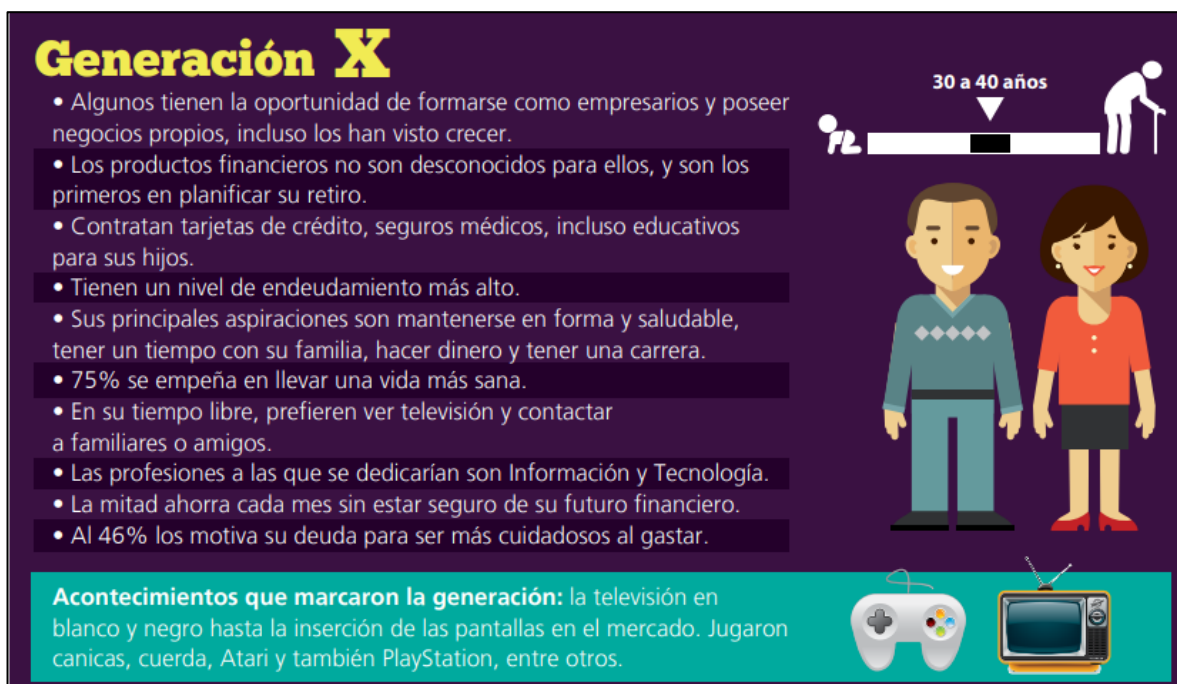 Generación X
• Algunos tienen la oportunidad de formarse como empresarios y poseer
negocios propios, incluso los han visto crecer.
• Los productos financieros no son desconocidos para ellos, y son los
primeros en planificar su retiro.
• Contratan tarjetas de crédito, seguros médicos, incluso educativos
para sus hijos.
• Tienen un nivel de endeudamiento más alto.
• Sus principales aspiraciones son mantenerse en forma y saludable,
tener un tiempo con su familia, hacer dinero y tener una carrera.
• 75% se empeña en llevar una vida más sana.
• En su tiempo libre, prefieren ver televisión y contactar
a familiares o amigos.
• Las profesiones a las que se dedicarían son Información y Tecnología.
• La mitad ahorra cada mes sin estar seguro de su futuro financiero.
• Al 46% los motiva su deuda para ser más cuidadosos al gastar.
30 a 40 años
Acontecimientos que marcaron la generación: la televisión en
blanco y negro hasta la inserción de las pantallas en el mercado. Jugaron
canicas, cuerda, Atari y también PlayStation, entre otros.